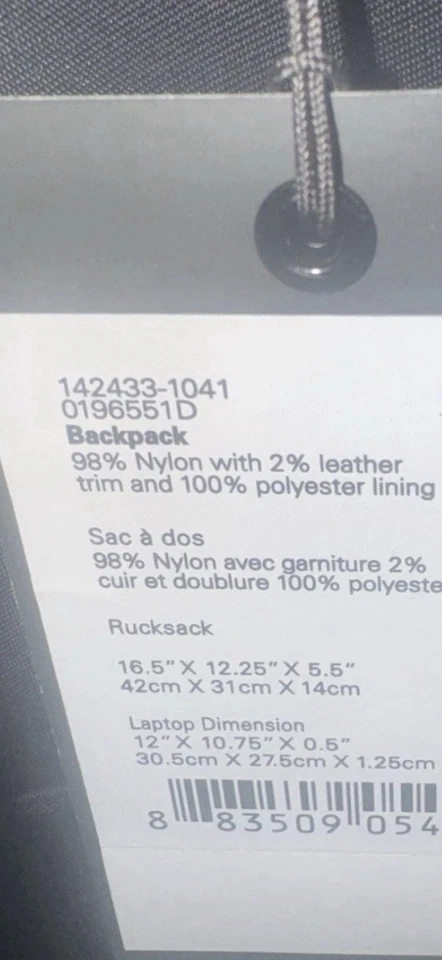 142433-1041
0196551D
Backpack
98% Nylon with 2% leather
trim and 100% polyester lining
Sac à dos
98% Nylon avec garniture 2%
cuir et doublure 100% polyeste
Rucksack
16.5" X 12.25" X 5.5"
42cm X 31cm X 14cm
Laptop Dimension
12" X 10.75" X 0.5"
30.5cm X 27.5cm X 1.25cm
8 83509 054